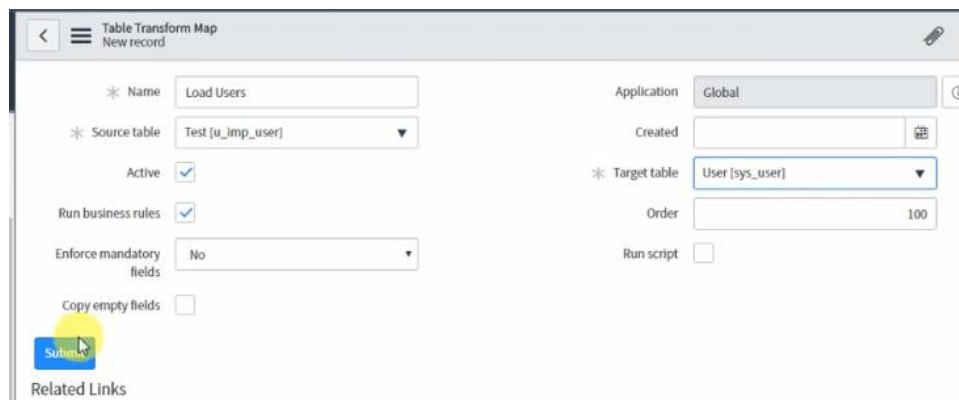 Table Transform Map
New record
Name
Load Users
Application
Global
Source table
Test [u_imp_user]
Created
Active
Target table
User [sys_user]
Run business rules
Order
100
Enforce mandatory
fields
No
Run script
Copy empty fields
Submit
Related Links